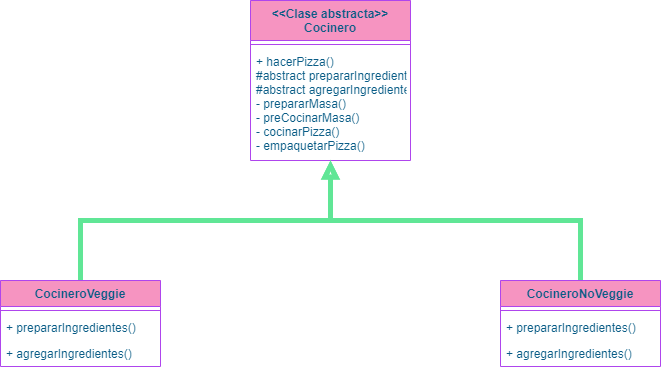 <<Clase abstracta>>
Cocinero
+ hacerPizza()
#abstract prepararIngredient
#abstract agregarIngrediente
- prepararMasa()
- preCocinarMasa()
- cocinarPizza()
- empaquetarPizza()
CocineroVeggie
+ prepararIngredientes()
+ agregarIngredientes()
CocineroNoVeggie
+ prepararIngredientes()
+ agregarIngredientes()